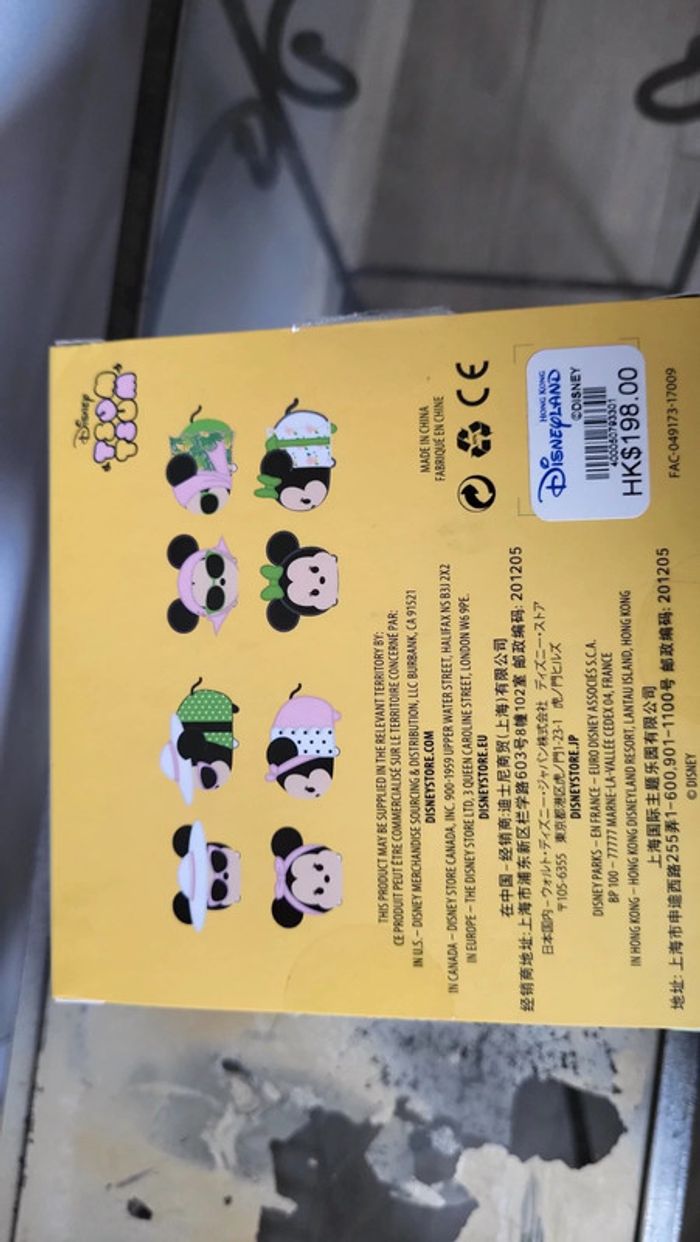 Disney
TSUM
TSUM
THIS PRODUCT MAY BE SUPPLIED IN THE RELEVANT TERRITORY BY:
CE PRODUIT PEUT ÊTRE COMMERCIALISÉ SUR LE TERRITOIRE CONCERNÉ PAR:
IN U.S. – DISNEY MERCHANDISE SOURCING & DISTRIBUTION, LLC BURBANK, CA 91521
DISNEYSTORE.COM
IN CANADA – DISNEY STORE CANADA, INC. 900-1959 UPPER WATER STREET, HALIFAX NS B3J 2X2
IN EUROPE – THE DISNEY STORE LTD, 3 QUEEN CAROLINE STREET, LONDON W6 9PE.
DISNEYSTORE.EU
在中国 – 经销商:迪士尼商贸(上海)有限公司
经销商地址:上海市浦东新区栏学路603号8幢102室 邮政编码: 201205
日本国内 – ウォルト・ディズニー・ジャパン株式会社 ディズニー・ストア
〒105-6355 東京都港区虎ノ門1-23-1 虎ノ門ヒルズ
DISNEYSTORE.JP
DISNEY PARKS – EN FRANCE – EURO DISNEY ASSOCIÉS S.C.A.
BP 100 – 77777 MARNE-LA-VALLÉE CEDEX 04, FRANCE
IN HONG KONG – HONG KONG DISNEYLAND RESORT, LANTAU ISLAND, HONG KONG
上海国际主题乐园有限公司
地址: 上海市申迪西路255弄1-600,901-1100号 邮政编码: 201205
© DISNEY
MADE IN CHINA
FABRIQUÉ EN CHINE
CE
HONG KONG
DISNEYLAND
©DISNEY
400080793301
HK$198.00
FAC-049173-17009